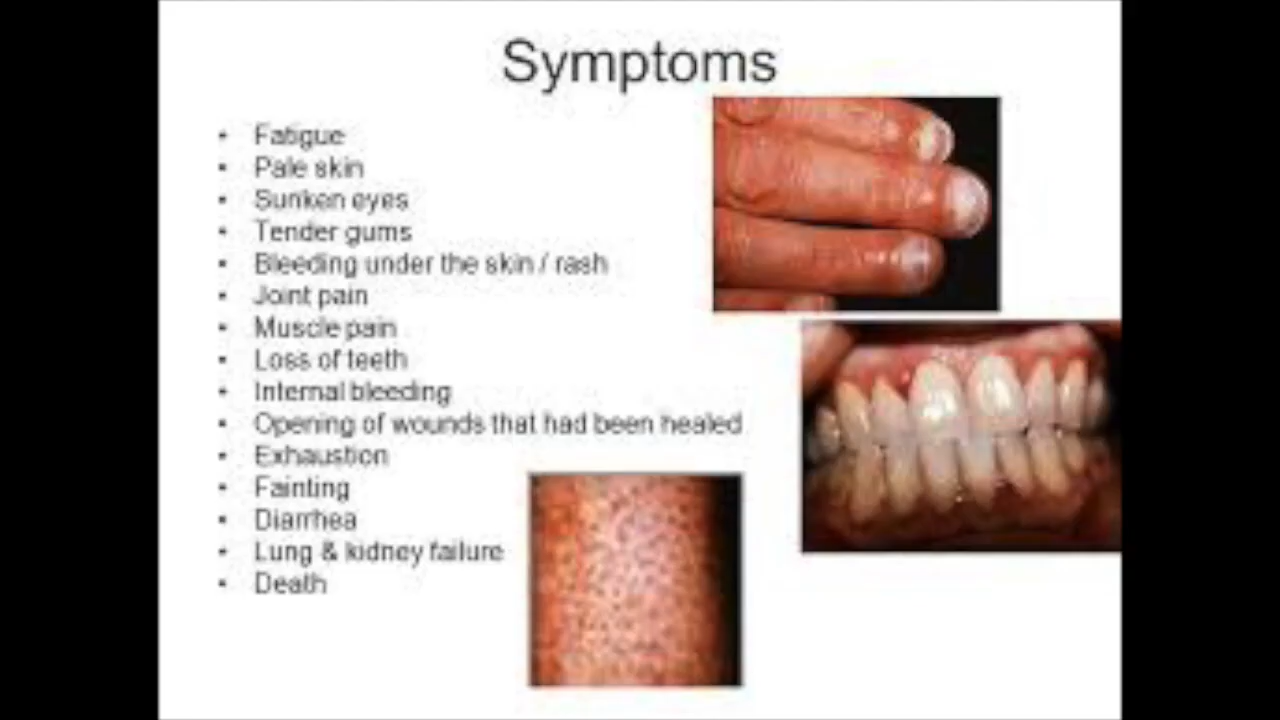 Symptoms
• Fatigue
• Pale skin
• Sunken eyes
• Tender gums
• Bleeding under the skin / rash
• Joint pain
• Muscle pain
• Loss of teeth
• Internal bleeding
• Opening of wounds that had been healed
• Exhaustion
• Fainting
• Diarrhea
• Lung & kidney failure
• Death